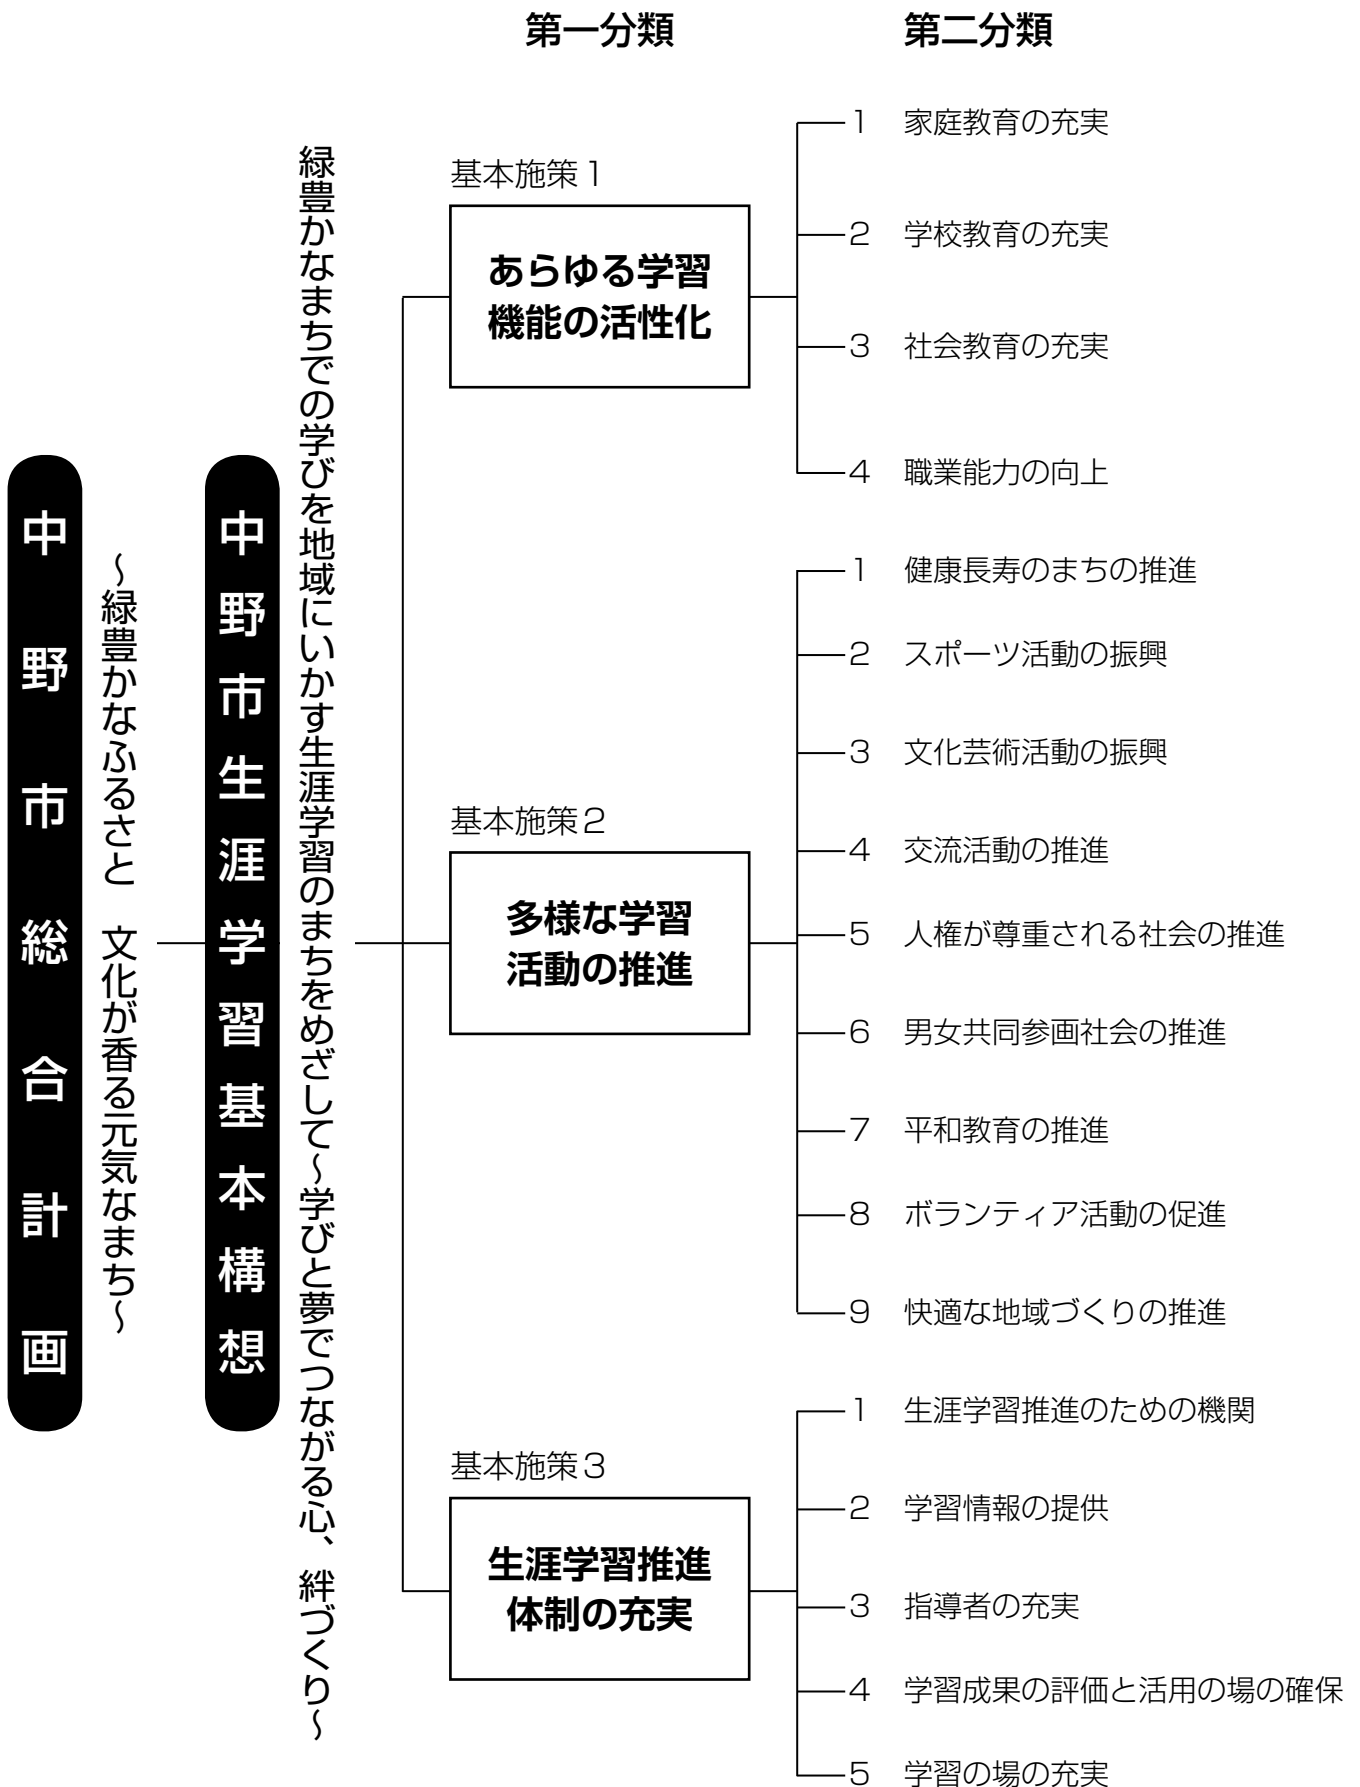 第一分類
第二分類
中野市総合計画
～緑豊かなふるさと　文化が香る元気なまち～
中野市生涯学習基本構想
緑豊かなまちでの学びを地域にいかす生涯学習のまちをめざして～学びと夢でつながる心、絆づくり～
基本施策1
あらゆる学習
機能の活性化
1 家庭教育の充実
2 学校教育の充実
3 社会教育の充実
4 職業能力の向上
基本施策2
多様な学習
活動の推進
1 健康長寿のまちの推進
2 スポーツ活動の振興
3 文化芸術活動の振興
4 交流活動の推進
5 人権が尊重される社会の推進
6 男女共同参画社会の推進
7 平和教育の推進
8 ボランティア活動の促進
9 快適な地域づくりの推進
基本施策3
生涯学習推進
体制の充実
1 生涯学習推進のための機関
2 学習情報の提供
3 指導者の充実
4 学習成果の評価と活用の場の確保
5 学習の場の充実